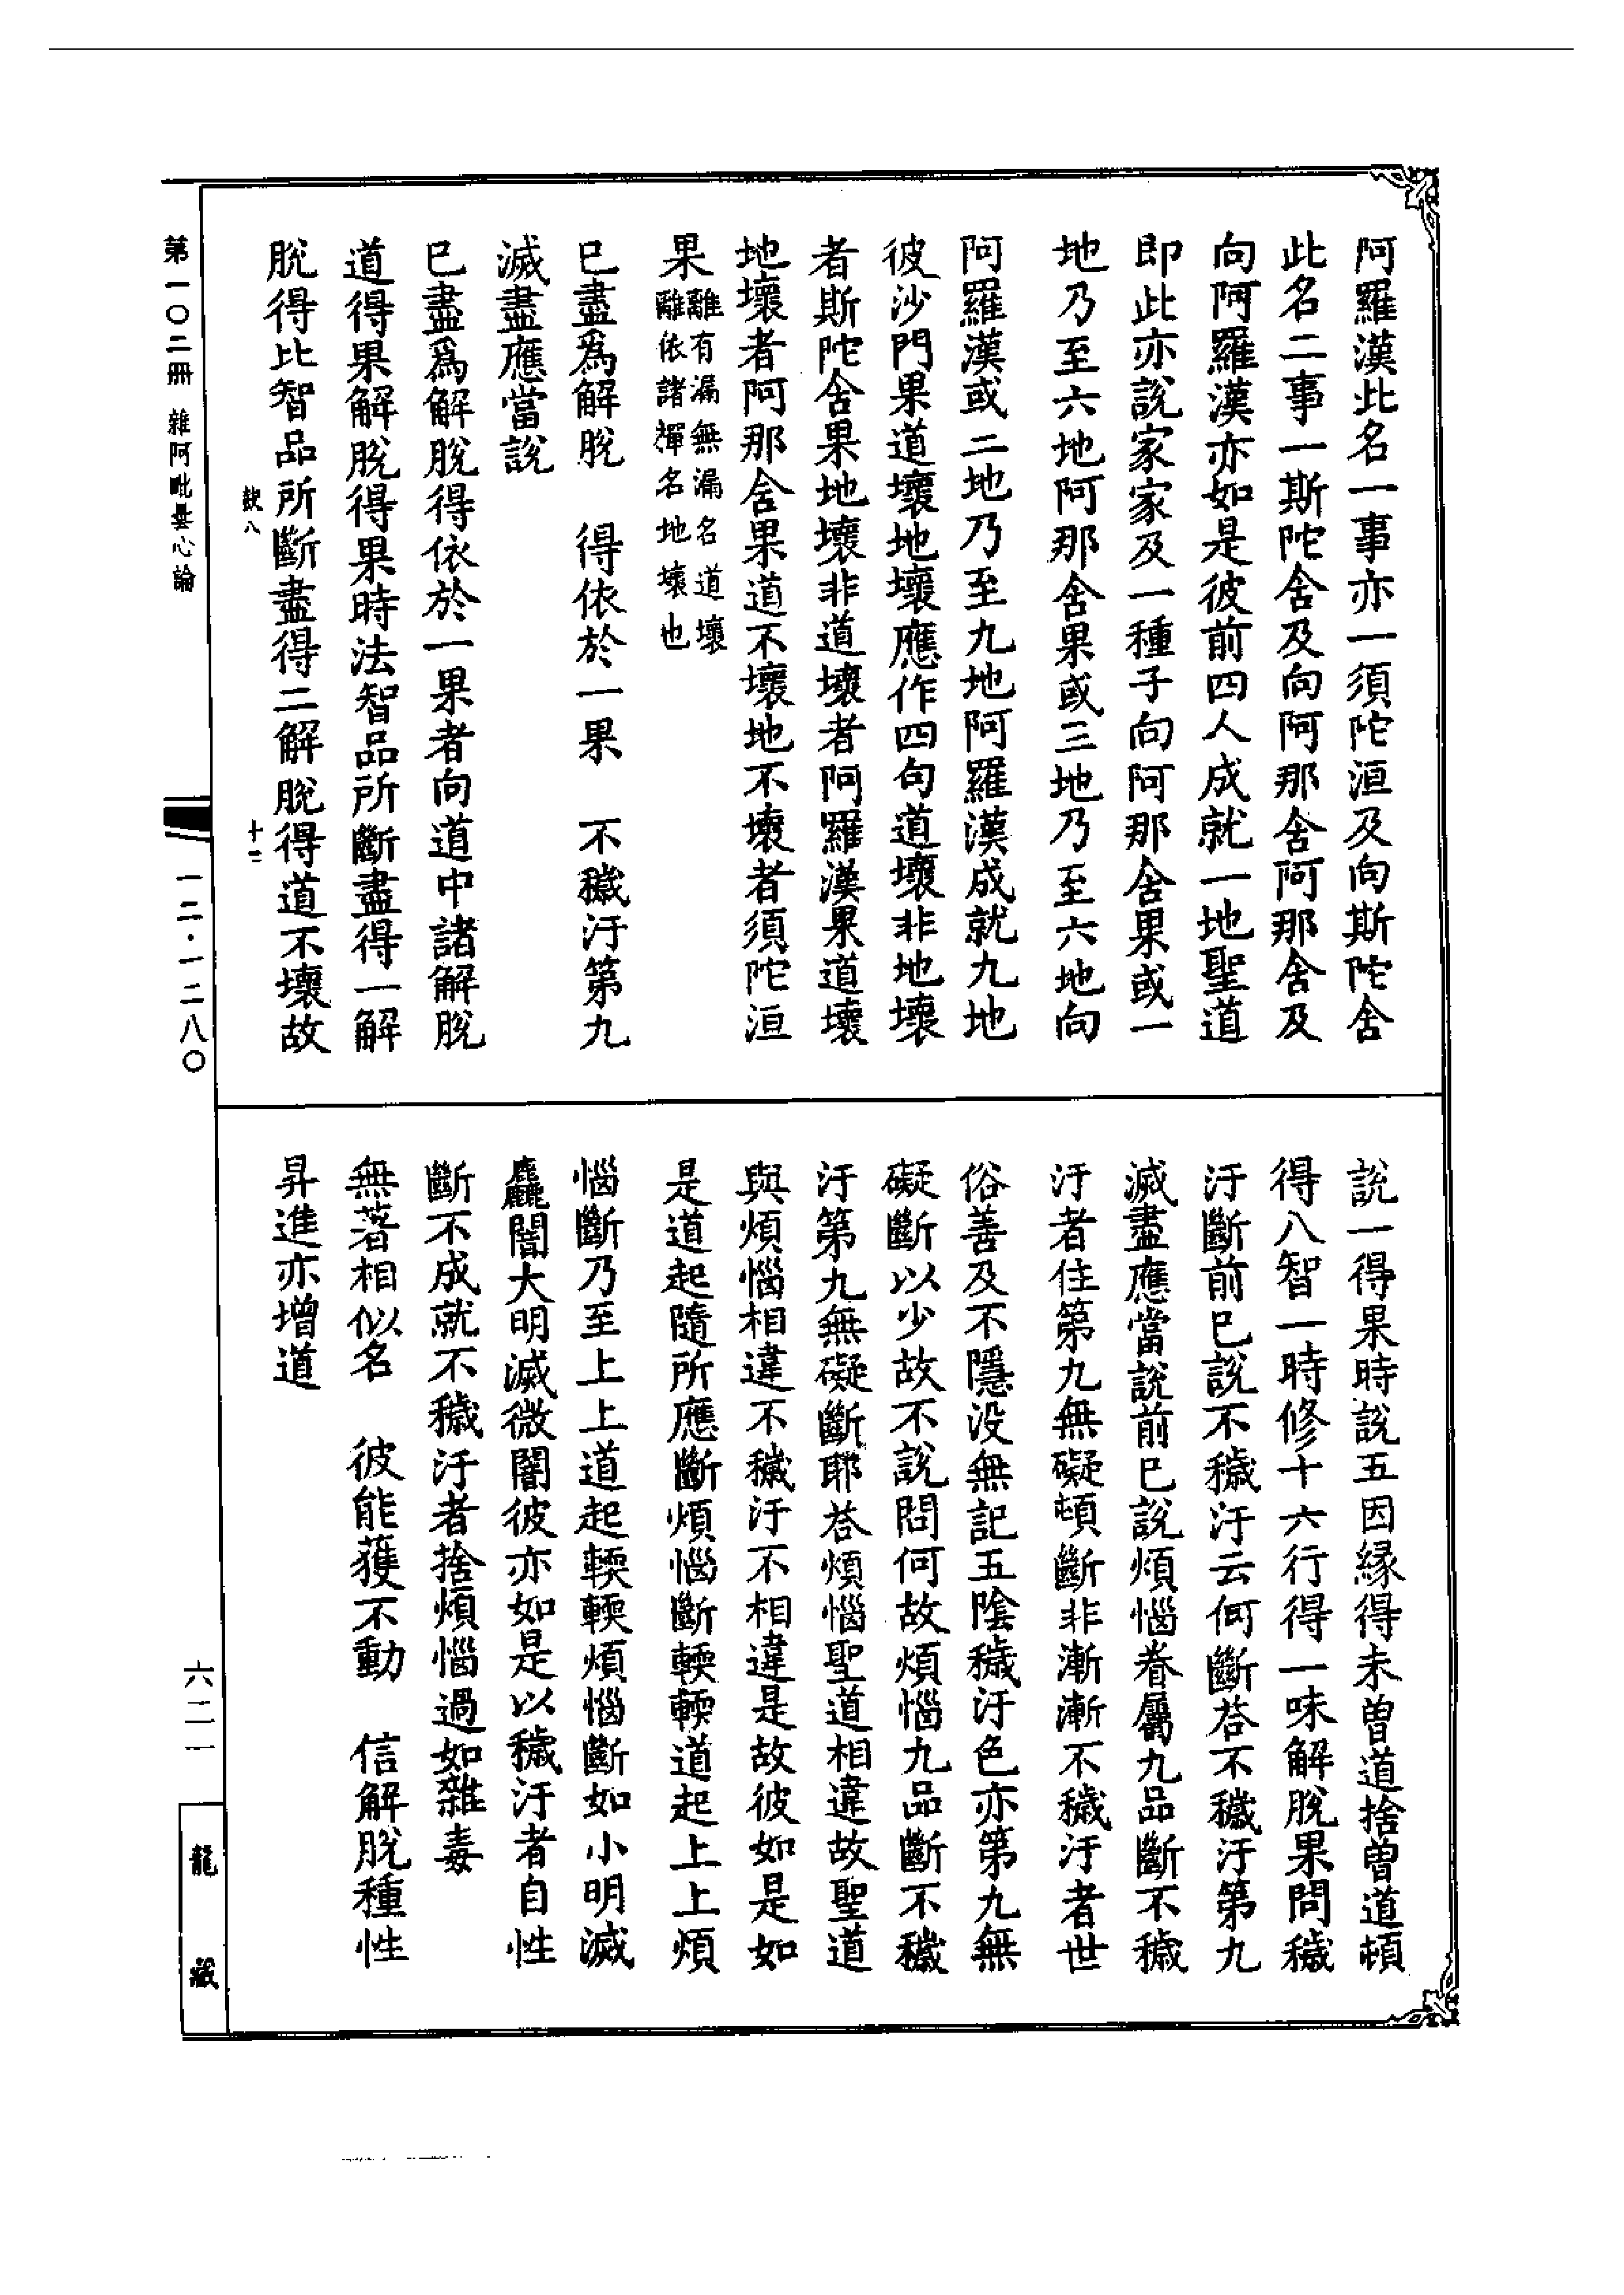 阿羅漢此名一事亦一須陀洹及向斯陀舍
此名二事一斯陀舍及向阿那舍阿那舍及
向阿羅漢亦如是彼前四人成就一地聖道
即此亦說家家及一種子向阿那舍果或一
地乃至六地阿那舍果或三地乃至六地向
阿羅漢或二地乃至九地阿羅漢成就九地
彼沙門果道壞地壞應作四句道壞非地壞
者斯陀舍果地壞非道壞者阿羅漢果道壞
地壞者阿那舍果道不壞地不壞者須陀洹
果離有漏無漏名道壞
離依諸禪名地壞也
已盡為解脫　得依於一果　不穢汙第九
滅盡應當說
已盡為解脫得依於一果者向道中諸解脫
道得果解脫得果時法智品所斷盡得一解
脫得比智品所斷盡得二解脫得道不壞故
說一得果時說五因緣得未曾道捨曾道頓
得八智一時修十六行得一味解脫果問穢
汙斷前已說不穢汙云何斷荅不穢汙第九
滅盡應當說前已說煩惱眷屬九品斷不穢
汙者住第九無礙頓斷非漸漸不穢汙者世
俗善及不隱没無記五陰穢汙色亦第九無
礙斷以少故不說問何故煩惱九品斷不穢
汙第九無礙斷耶荅煩惱聖道相違故聖道
與煩惱相違不穢汙不相違是故彼如是如
是道起隨所應斷煩惱斷輭輭道起上上煩
惱斷乃至上上道起輭輭煩惱斷如小明滅
麤闇大明滅微闇彼亦如是以穢汙者自性
斷不成就不穢汙者捨煩惱過如雜毒
無著相似名　彼能獲不動　信解脫種性
昇進亦增道
第一〇二冊　雜阿毗曇心論
八
一二·一二八〇
六二一
龍藏